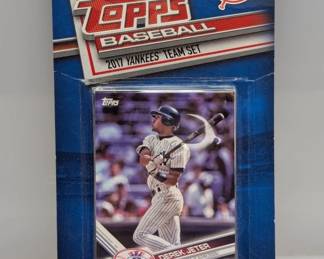 Topps
BASEBALL
2017 YANKEES TEAM SET
Topps
DEREK JETER